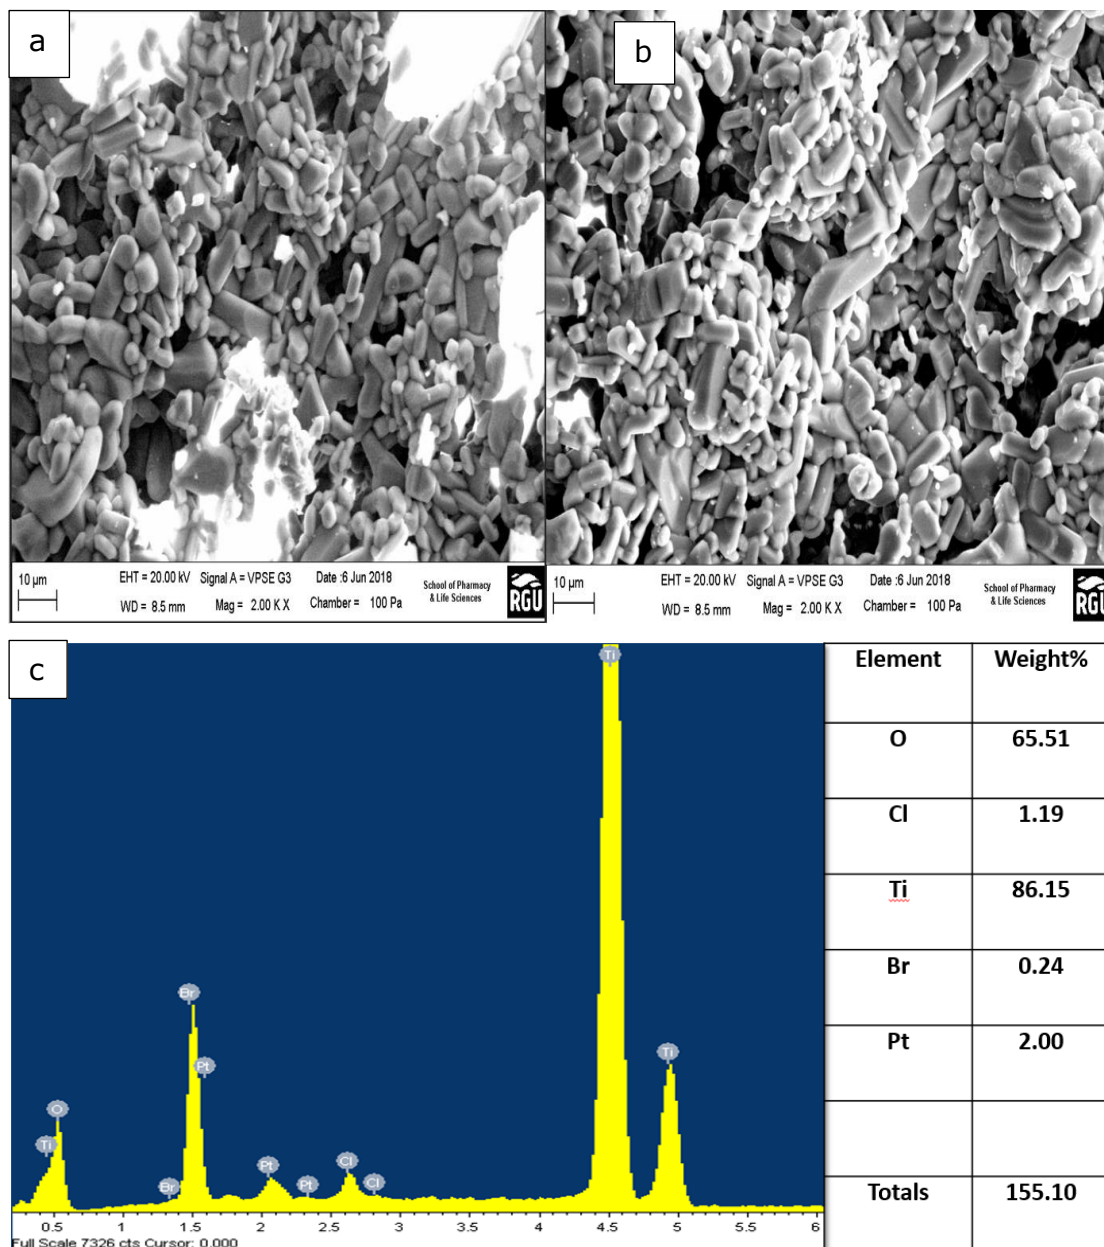 a
b
10 µm
EHT = 20.00 kV Signal A = VPSE G3 Date :6 Jun 2018
WD = 8.5 mm Mag = 2.00 K X Chamber = 100 Pa
School of Pharmacy
& Life Sciences
RGU
10 µm
EHT = 20.00 kV Signal A = VPSE G3 Date :6 Jun 2018
WD = 8.5 mm Mag = 2.00 K X Chamber = 100 Pa
School of Pharmacy
& Life Sciences
RGU
c
Ti
Br
Pt
Ti
O
Ti
Br
Pt
Pt
Cl
Cl
0.5 1 1.5 2 2.5 3 3.5 4 4.5 5 5.5 6
Full Scale 7326 cts Cursor: 0.000
Element Weight%
O 65.51
Cl 1.19
Ti 86.15
Br 0.24
Pt 2.00
Totals 155.10